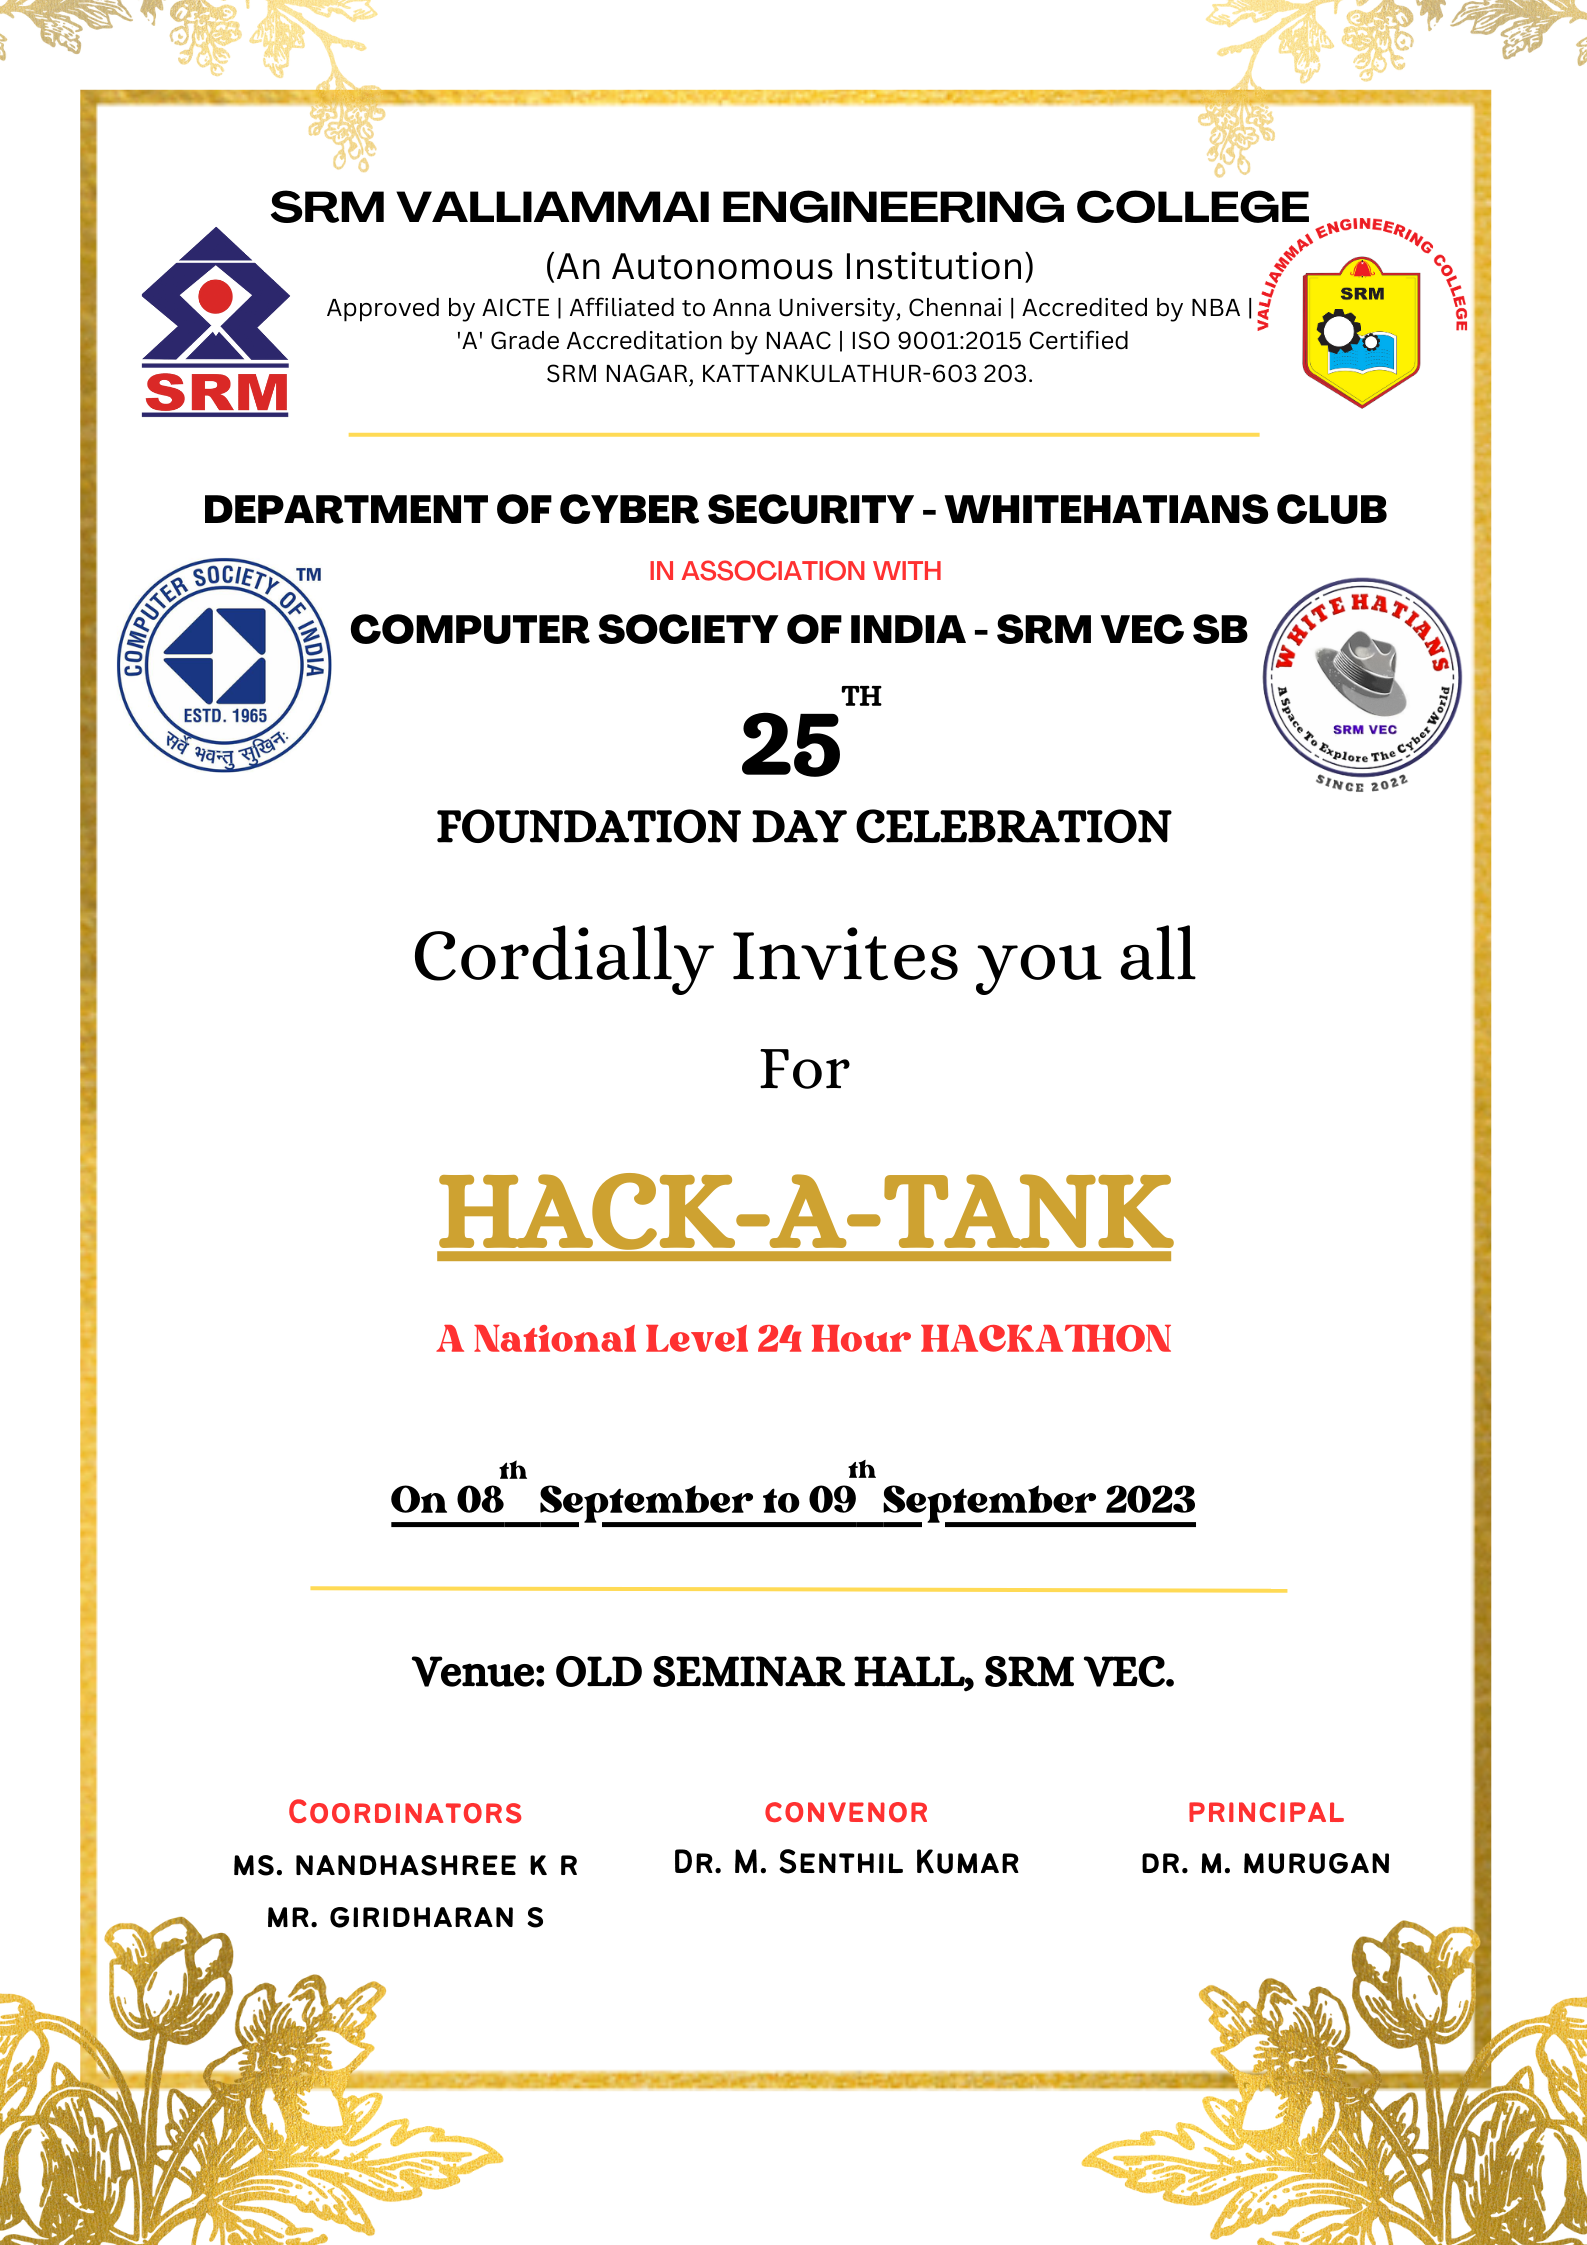 SRM VALLIAMMAI ENGINEERING COLLEGE
(An Autonomous Institution)
Approved by AICTE | Affiliated to Anna University, Chennai | Accredited by NBA |
'A' Grade Accreditation by NAAC | ISO 9001:2015 Certified
SRM NAGAR, KATTANKULATHUR-603 203.
SRM
VALLIAMMAI ENGINEERING COLLEGE
SRM
DEPARTMENT OF CYBER SECURITY - WHITEHATIANS CLUB
IN ASSOCIATION WITH
COMPUTER SOCIETY OF INDIA - SRM VEC SB
COMPUTER SOCIETY OF INDIA
TM
ESTD. 1965
सर्वे भवन्तु सुखिनः
WHITEHATIANS
SRM VEC
A Space To Explore The Cyber World
SINCE 2022
25TH
FOUNDATION DAY CELEBRATION
Cordially Invites you all
For
HACK-A-TANK
A National Level 24 Hour HACKATHON
On 08th September to 09th September 2023
Venue: OLD SEMINAR HALL, SRM VEC.
COORDINATORS
MS. NANDHASHREE K R
MR. GIRIDHARAN S
CONVENOR
DR. M. SENTHIL KUMAR
PRINCIPAL
DR. M. MURUGAN